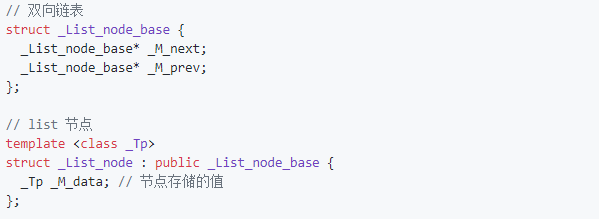 // 双向链表
struct _List_node_base {
  _List_node_base* _M_next;
  _List_node_base* _M_prev;
};

// list 节点
template <class _Tp>
struct _List_node : public _List_node_base {
  _Tp _M_data; // 节点存储的值
};